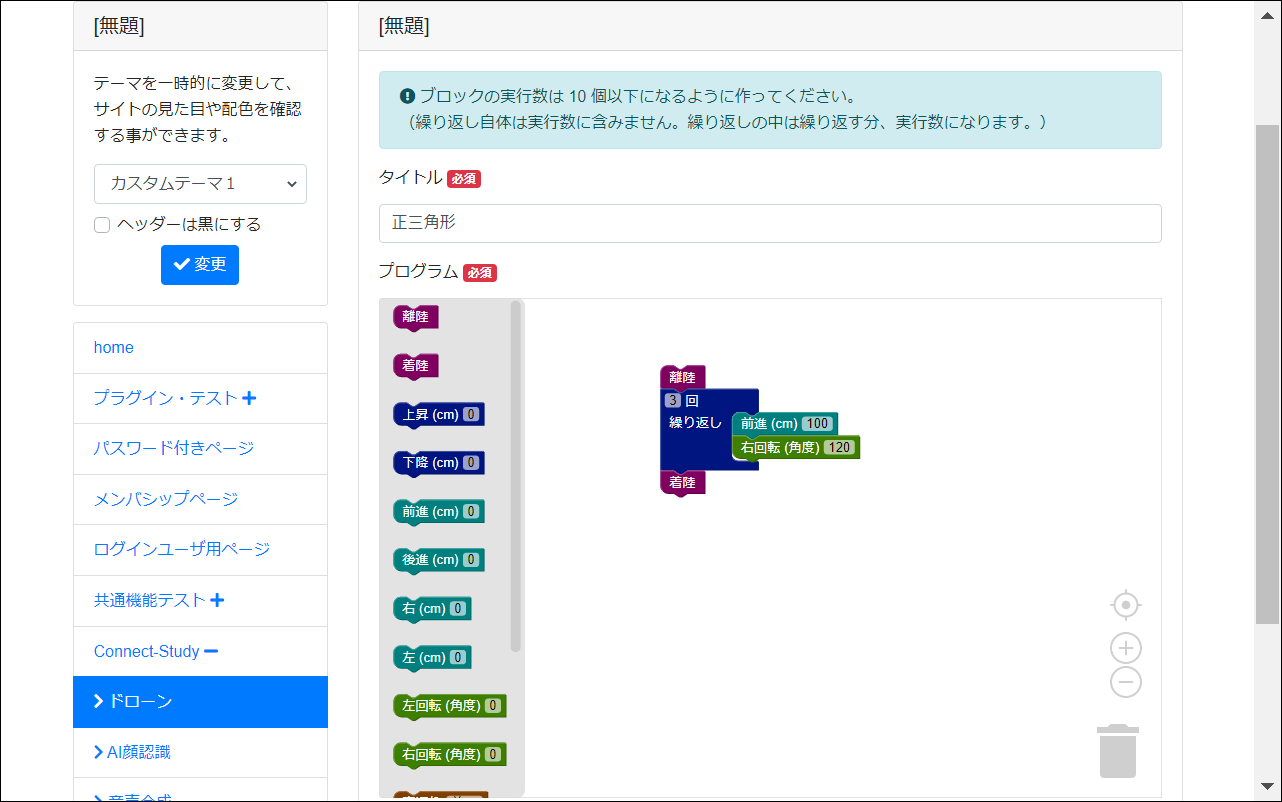 [無題]
テーマを一時的に変更して、
サイトの見た目や配色を確認
する事ができます。
カスタムテーマ1
ヘッダーは黒にする
変更
home
プラグイン・テスト
パスワード付きページ
メンバシップページ
ログインユーザ用ページ
共通機能テスト
Connect-Study
ドローン
AI顔認識
音声合成
[無題]
ブロックの実行数は 10 個以下になるように作ってください。
（繰り返し自体は実行数に含みません。繰り返しの中は繰り返す分、実行数になります。）
タイトル 必須
正三角形
プログラム 必須
離陸
着陸
上昇 (cm) 0
下降 (cm) 0
前進 (cm) 0
後進 (cm) 0
右 (cm) 0
左 (cm) 0
左回転 (角度) 0
右回転 (角度) 0
離陸
3 回
繰り返し
前進 (cm) 100
右回転 (角度) 120
着陸